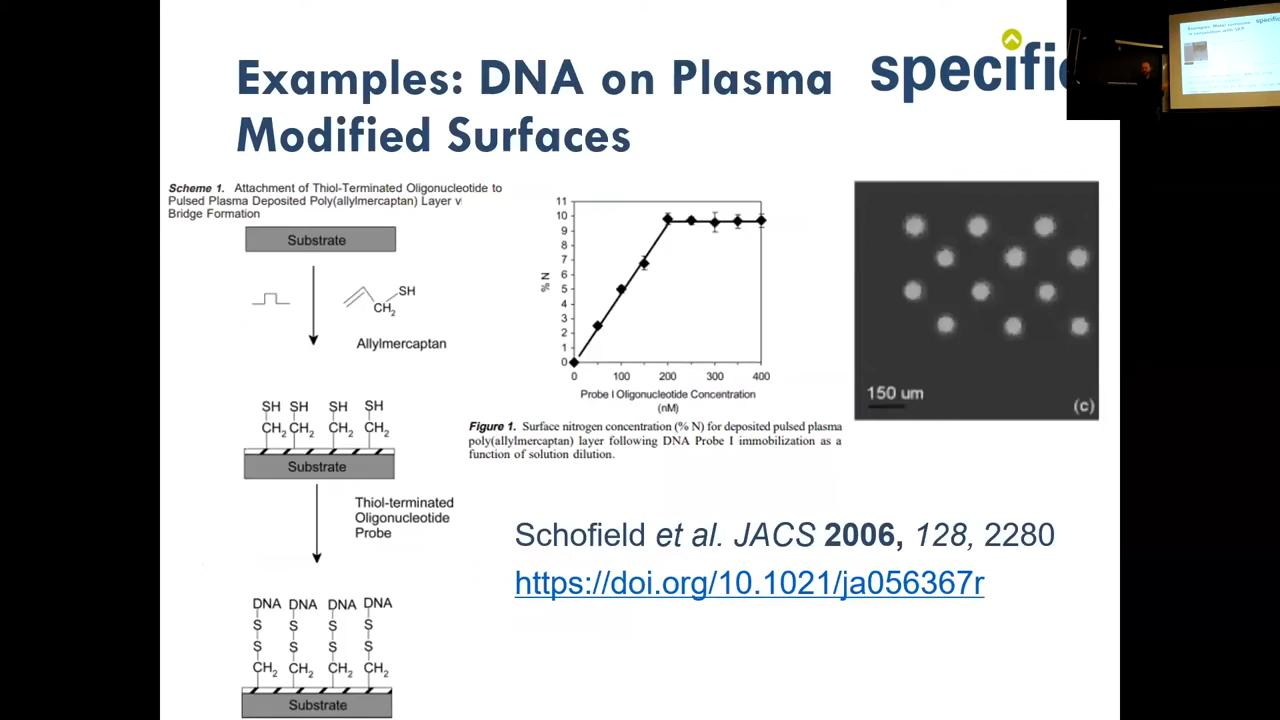 Examples: DNA on Plasma
Modified Surfaces
specific
Scheme 1. Attachment of Thiol-Terminated Oligonucleotide to
Pulsed Plasma Deposited Poly(allylmercaptan) Layer v
Bridge Formation
Substrate
SH
CH2
Allylmercaptan
SH SH SH SH
CH2 CH2 CH2 CH2
Substrate
Thiol-terminated
Oligonucleotide
Probe
DNA DNA DNA DNA
S S S S
S S S S
CH2 CH2 CH2 CH2
Substrate
% N
11
10
9
8
7
6
5
4
3
2
1
0
0 100 200 300 400
Probe I Oligonucleotide Concentration
(nM)
Figure 1. Surface nitrogen concentration (% N) for deposited pulsed plasma
poly(allylmercaptan) layer following DNA Probe I immobilization as a
function of solution dilution.
150 um
(c)
Schofield et al. JACS 2006, 128, 2280
https://doi.org/10.1021/ja056367r
Examples: Metal corrosion
specific